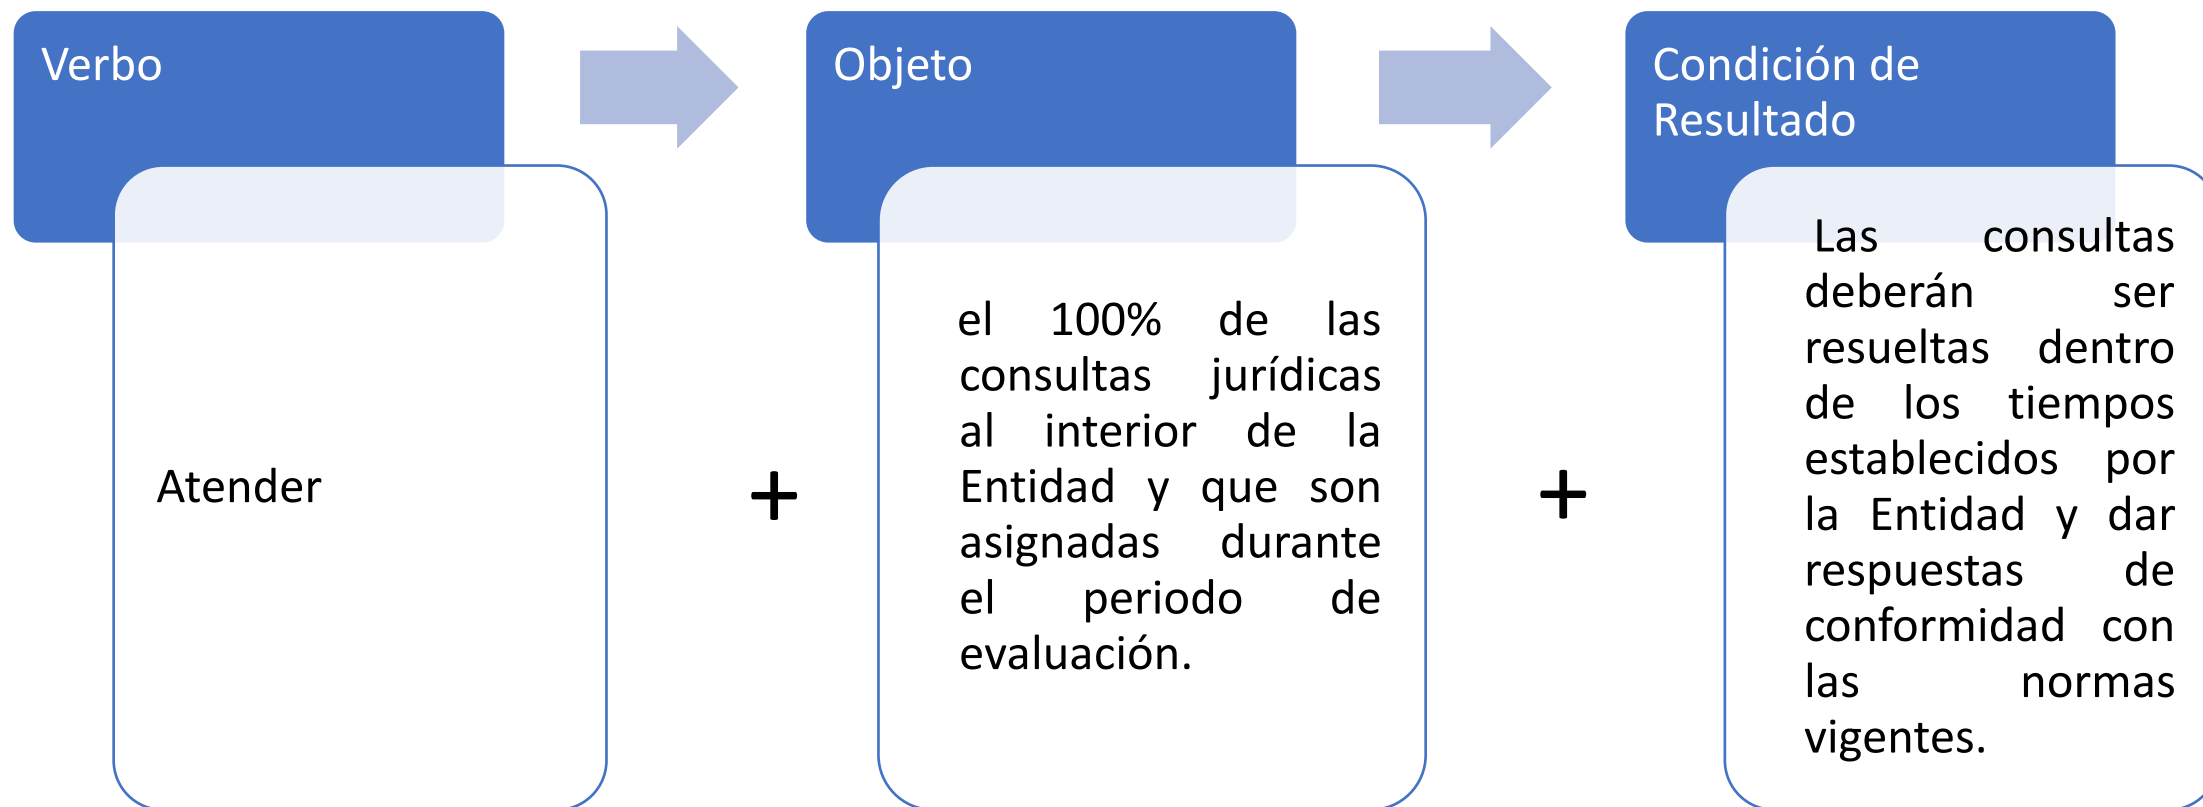 Verbo
Atender
+
Objeto
el 100% de las
consultas jurídicas
al interior de la
Entidad y que son
asignadas durante
el periodo de
evaluación.
+
Condición de
Resultado
Las consultas
deberán ser
resueltas dentro
de los tiempos
establecidos por
la Entidad y dar
respuestas de
conformidad con
las normas
vigentes.